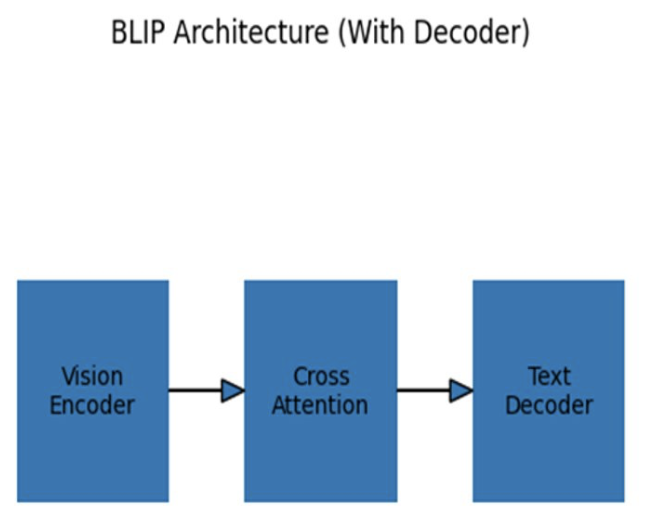 BLIP Architecture (With Decoder)
Vision
Encoder
Cross
Attention
Text
Decoder